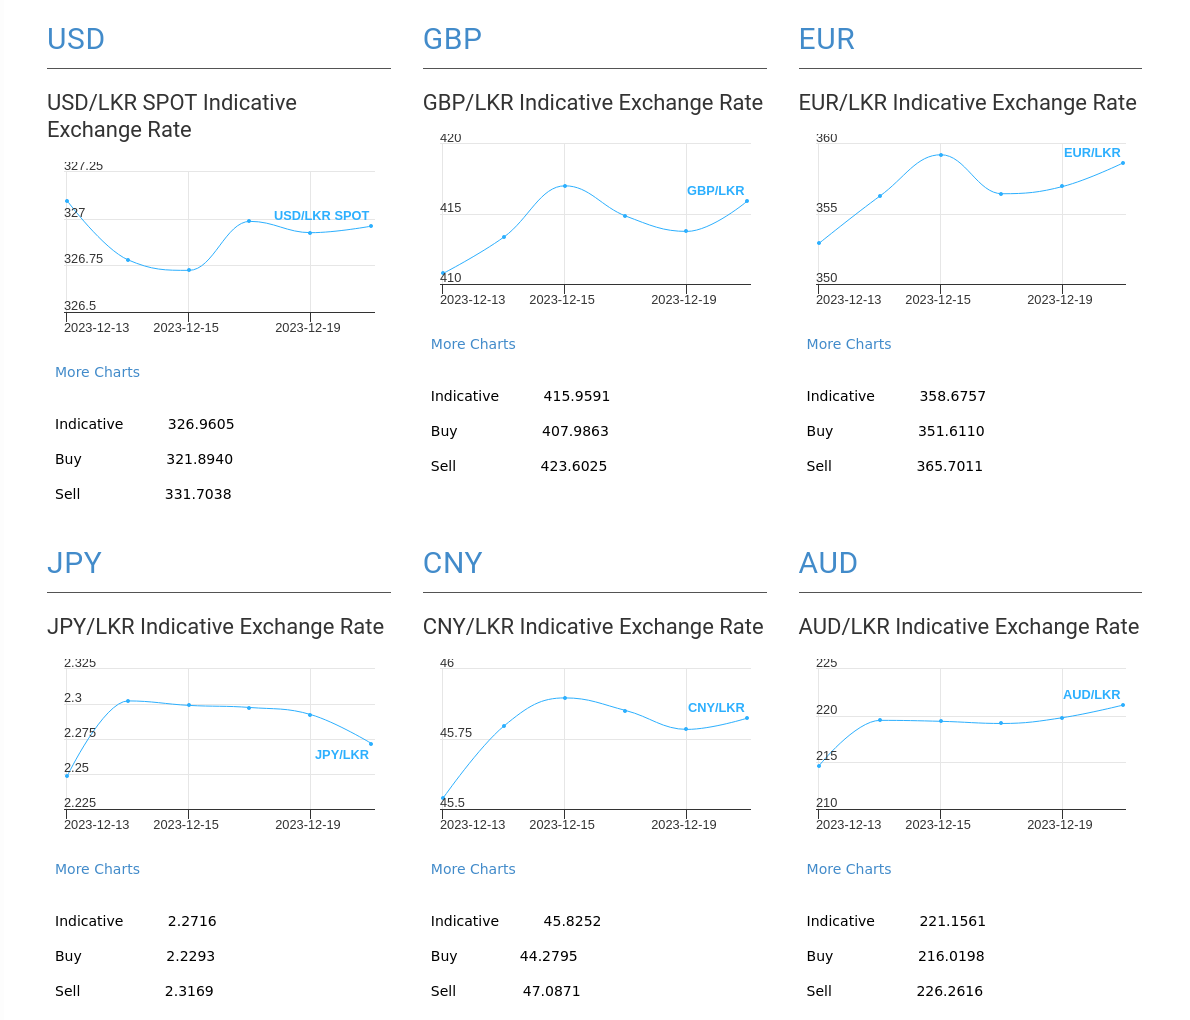 USD
USD/LKR SPOT Indicative
Exchange Rate
327.25
327
326.75
326.5
USD/LKR SPOT
2023-12-13 2023-12-15 2023-12-19
More Charts
Indicative 326.9605
Buy 321.8940
Sell 331.7038
GBP
GBP/LKR Indicative Exchange Rate
420
415
410
GBP/LKR
2023-12-13 2023-12-15 2023-12-19
More Charts
Indicative 415.9591
Buy 407.9863
Sell 423.6025
EUR
EUR/LKR Indicative Exchange Rate
360
355
350
EUR/LKR
2023-12-13 2023-12-15 2023-12-19
More Charts
Indicative 358.6757
Buy 351.6110
Sell 365.7011
JPY
JPY/LKR Indicative Exchange Rate
2.325
2.3
2.275
2.25
2.225
JPY/LKR
2023-12-13 2023-12-15 2023-12-19
More Charts
Indicative 2.2716
Buy 2.2293
Sell 2.3169
CNY
CNY/LKR Indicative Exchange Rate
46
45.75
45.5
CNY/LKR
2023-12-13 2023-12-15 2023-12-19
More Charts
Indicative 45.8252
Buy 44.2795
Sell 47.0871
AUD
AUD/LKR Indicative Exchange Rate
225
220
215
210
AUD/LKR
2023-12-13 2023-12-15 2023-12-19
More Charts
Indicative 221.1561
Buy 216.0198
Sell 226.2616